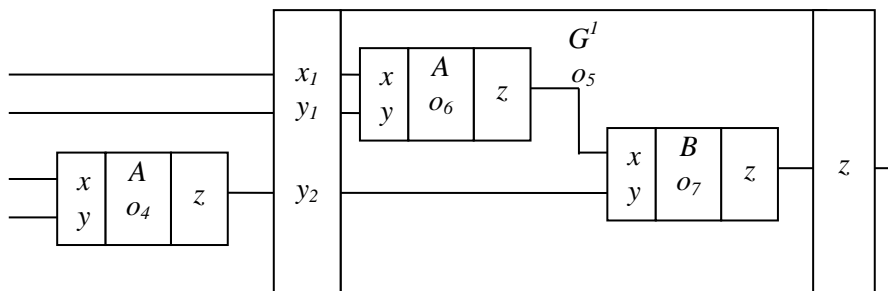 G¹
x₁ x A z o₅
y₁ y o₆
x B z z
x A z y₂ y o₇
y o₄